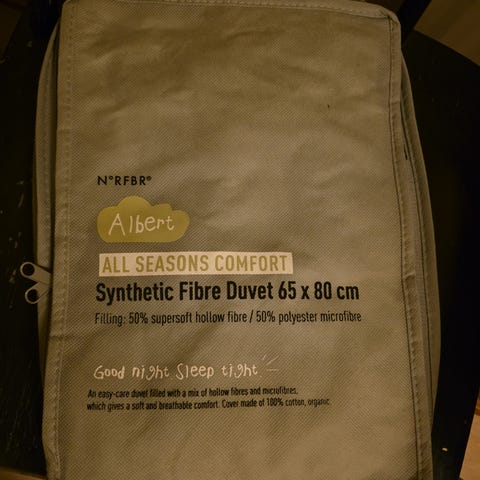 N°RFBR°
Albert
ALL SEASONS COMFORT
Synthetic Fibre Duvet 65 x 80 cm
Filling: 50% supersoft hollow fibre / 50% polyester microfibre
Good night Sleep tight
An easy-care duvet filled with a mix of hollow fibres and microfibres,
which gives a soft and breathable comfort. Cover made of 100% cotton, organic.